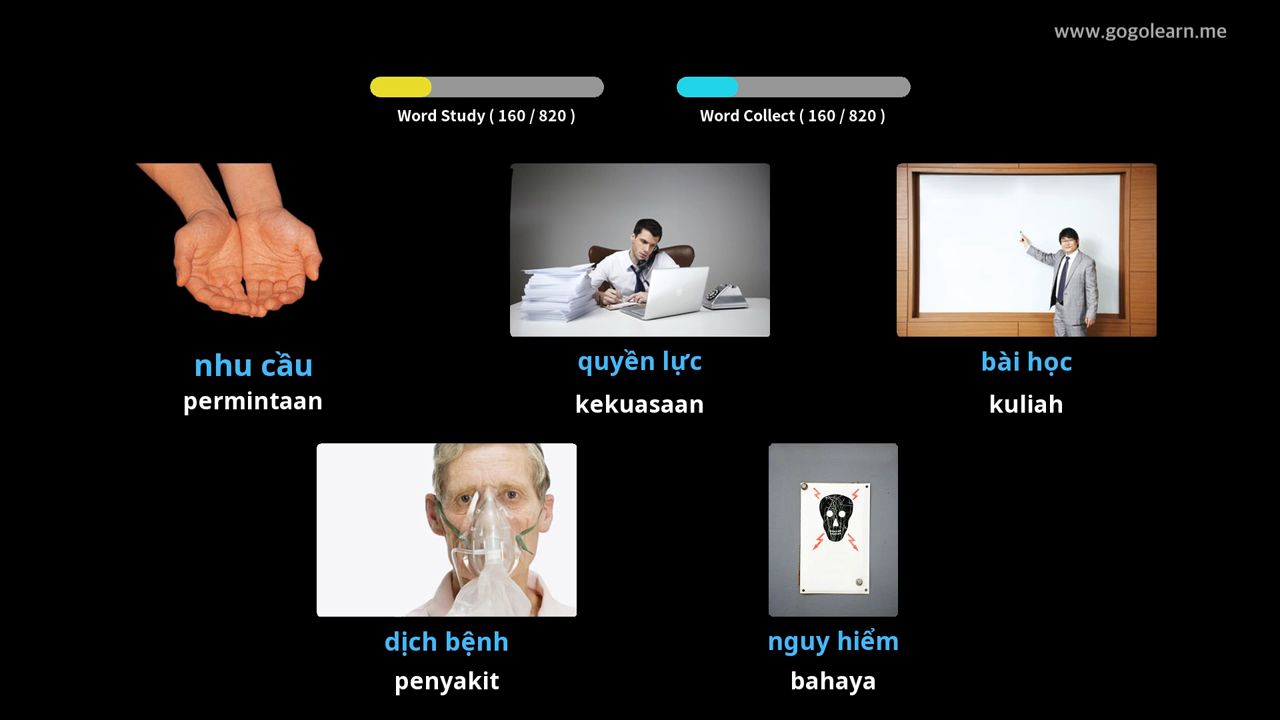 www.gogolearn.me
Word Study ( 160 / 820 )
Word Collect ( 160 / 820 )
nhu cầu
permintaan
quyền lực
kekuasaan
bài học
kuliah
dịch bệnh
penyakit
nguy hiểm
bahaya